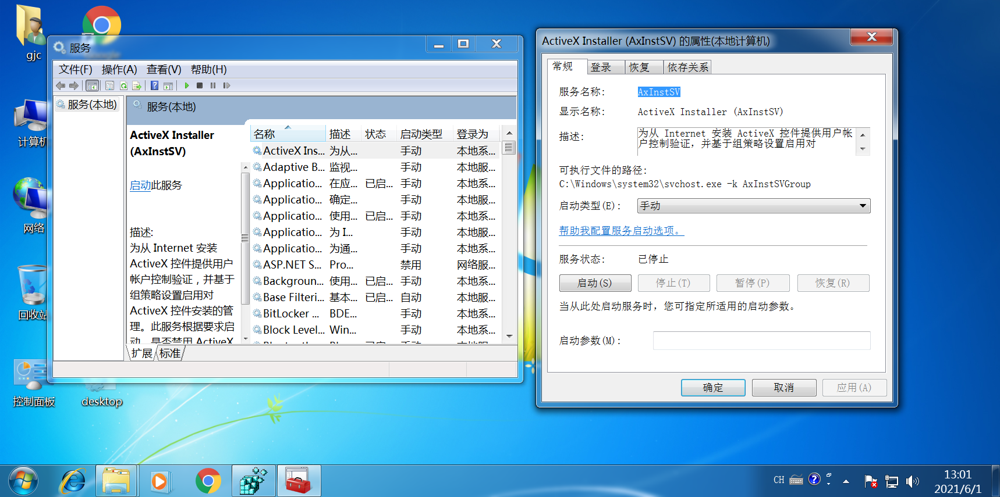 gjc
计算机
网络
回收站
控制面板
desktop
服务
文件(F) 操作(A) 查看(V) 帮助(H)
服务(本地)
服务(本地)
ActiveX Installer
(AxInstSV)
启动此服务
描述:
为从 Internet 安装
ActiveX 控件提供用户
帐户控制验证，并基于
组策略设置启用对
ActiveX 控件安装的管
理。此服务根据要求启
动，是否禁用 ActiveX
名称 描述 状态 启动类型 登录为
ActiveX Ins... 为从... 手动 本地系...
Adaptive B... 监视... 手动 本地服...
Applicatio... 在应... 已启... 手动 本地系...
Applicatio... 确定... 手动 本地服...
Applicatio... 使用... 已启... 手动 本地系...
Applicatio... 为 I... 手动 本地服...
Applicatio... 为通... 手动 本地系...
ASP.NET S... Pro... 禁用 网络服...
Backgroun... 使用... 已启... 手动 本地系...
Base Filteri... 基本... 已启... 自动 本地服...
BitLocker ... BDE... 手动 本地系...
Block Level... Win... 手动 本地系...
扩展 标准
ActiveX Installer (AxInstSV) 的属性(本地计算机)
常规 登录 恢复 依存关系
服务名称: AxInstSV
显示名称: ActiveX Installer (AxInstSV)
描述: 为从 Internet 安装 ActiveX 控件提供用户帐
户控制验证，并基于组策略设置启用对
可执行文件的路径:
C:\Windows\system32\svchost.exe -k AxInstSVGroup
启动类型(E): 手动
帮助我配置服务启动选项。
服务状态: 已停止
启动(S) 停止(T) 暂停(P) 恢复(R)
当从此处启动服务时，您可指定所适用的启动参数。
启动参数(M):
确定 取消 应用(A)
CH
13:01
2021/6/1